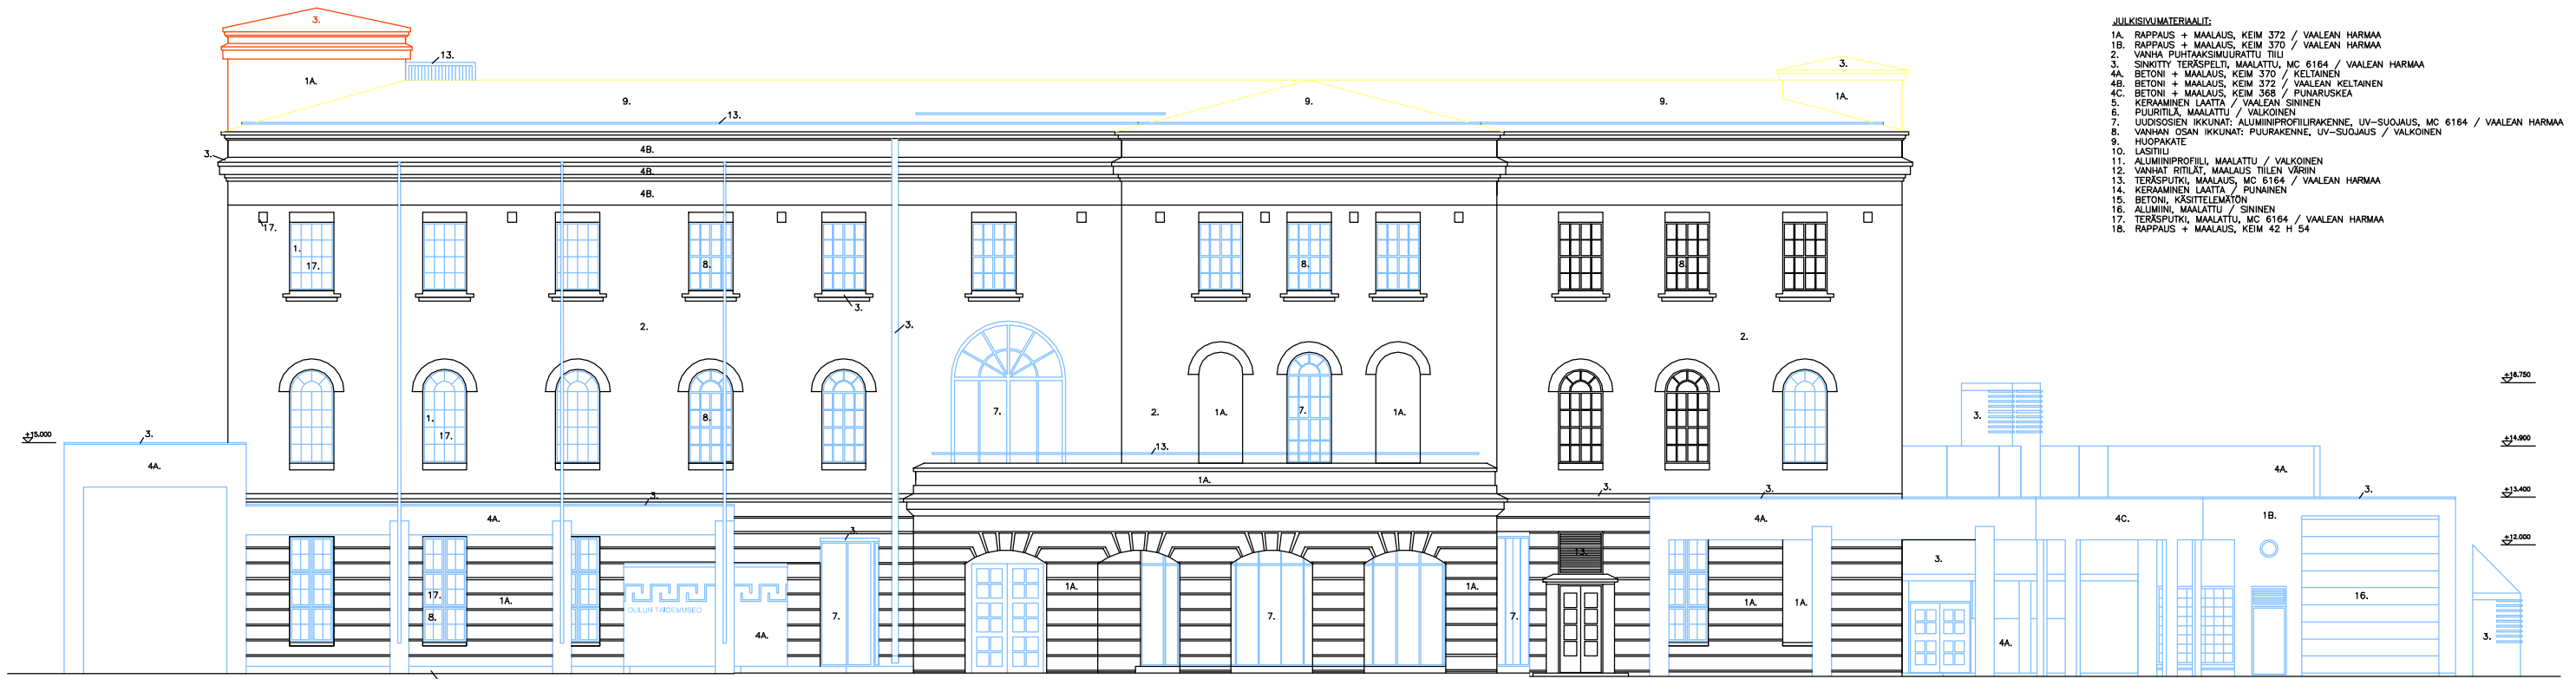 JULKISIVUMATERIAALIT:
1A. RAPPAUS + MAALAUS, KEIM 372 / VAALEAN HARMAA
1B. RAPPAUS + MAALAUS, KEIM 370 / VAALEAN HARMAA
2. VANHA PUHTAAKSIMUURATTU TIILI
3. SINKITTY TERÄSPELTI, MAALATTU, MC 6164 / VAALEAN HARMAA
4A. BETONI + MAALAUS, KEIM 370 / KELTAINEN
4B. BETONI + MAALAUS, KEIM 372 / VAALEAN KELTAINEN
4C. BETONI + MAALAUS, KEIM 368 / PUNARUSKEA
5. KERAAMINEN LAATTA / VAALEAN SININEN
6. PUURITILÄ, MAALATTU / VALKOINEN
7. UUDISOSIEN IKKUNAT: ALUMIINIPROFIILIRAKENNE, UV-SUOJAUS, MC 6164 / VAALEAN HARMAA
8. VANHAN OSAN IKKUNAT: PUURAKENNE, UV-SUOJAUS / VALKOINEN
9. HUOPAKATE
10. LASITIILI
11. ALUMIINIPROFIILI, MAALATTU / VALKOINEN
12. VANHAT RITILÄT, MAALAUS TIILEN VÄRIIN
13. TERÄSPUTKI, MAALAUS, MC 6164 / VAALEAN HARMAA
14. KERAAMINEN LAATTA / PUNAINEN
15. BETONI, KÄSITTELEMÄTÖN
16. ALUMIINI, MAALATTU / SININEN
17. TERÄSPUTKI, MAALATTU, MC 6164 / VAALEAN HARMAA
18. RAPPAUS + MAALAUS, KEIM 42 H 54
3.
13.
3.
1A.
1A.
9.
9.
9.
13.
3.
4B.
4B.
4B.
17.
1.
17.
8.
8.
8.
3.
2.
3.
2.
1.
17.
8.
7.
2.
1A.
7.
1A.
13.
3.
+16.750
+15.000
3.
4A.
+14.900
4A.
1A.
3.
3.
3.
3.
+13.400
4A.
4A.
4C.
1B.
3.
+12.000
13.
3.
1A.
1A.
17.
1A.
8.
OULUN TAIDEMUSEO
4A.
7.
7.
7.
1A.
1A.
4A.
16.
3.